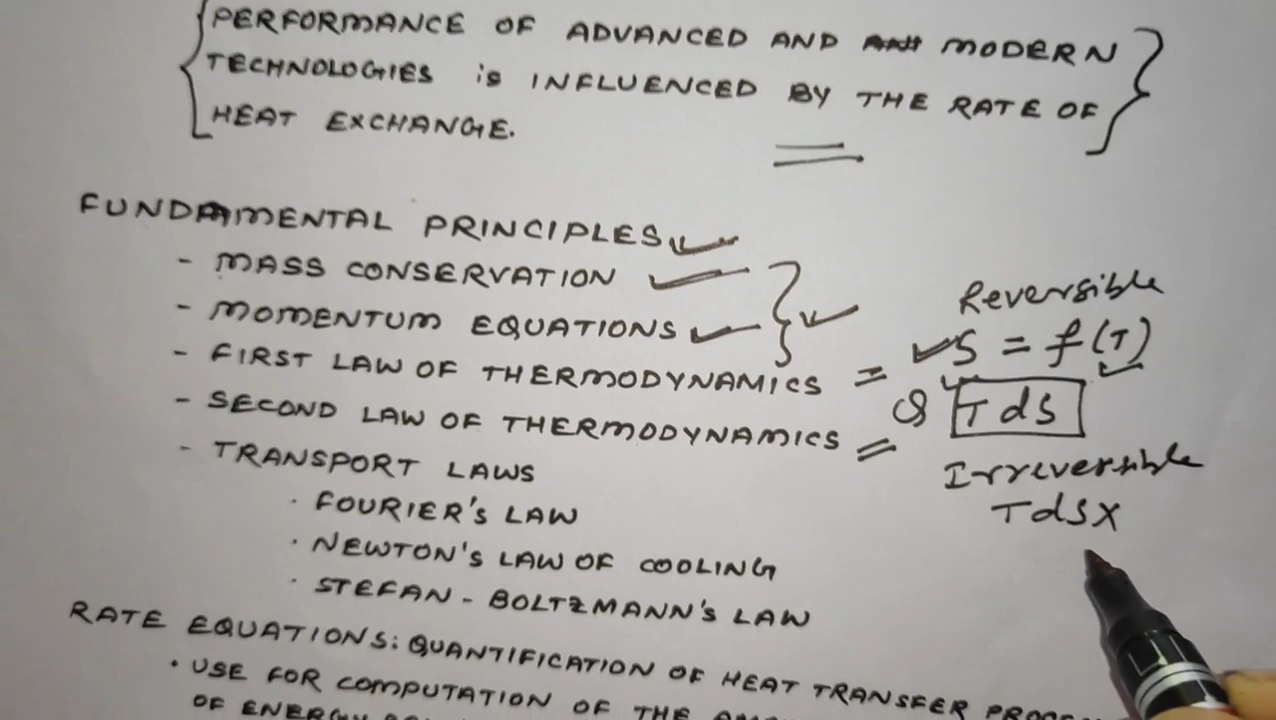 PERFORMANCE OF ADVANCED AND MODERN
TECHNOLOGIES is INFLUENCED BY THE RATE OF
HEAT EXCHANGE.
FUNDAMENTAL PRINCIPLES
- MASS CONSERVATION
- MOMENTUM EQUATIONS
- FIRST LAW OF THERMODYNAMICS =
- SECOND LAW OF THERMODYNAMICS =
- TRANSPORT LAWS
· FOURIER'S LAW
· NEWTON'S LAW OF COOLING
· STEFAN - BOLTZMANN'S LAW
Reversible
S = f(T)
TdS
Irreversible
TdSX
RATE EQUATIONS: QUANTIFICATION OF HEAT TRANSFER
• USE FOR COMPUTATION OF THE
OF